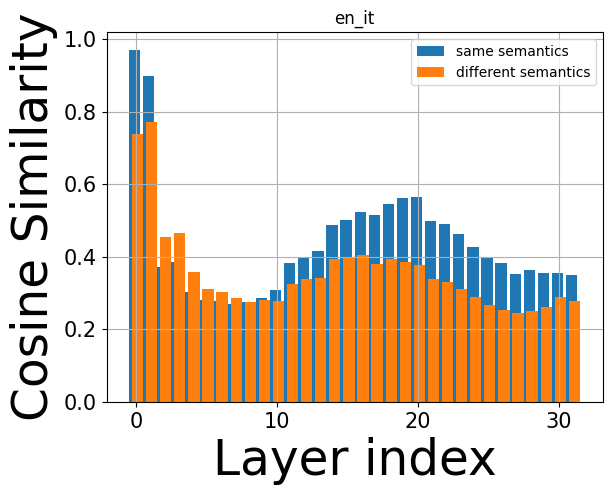 en_it
same semantics
different semantics
Cosine Similarity
1.0
0.8
0.6
0.4
0.2
0.0
0 10 20 30
Layer index